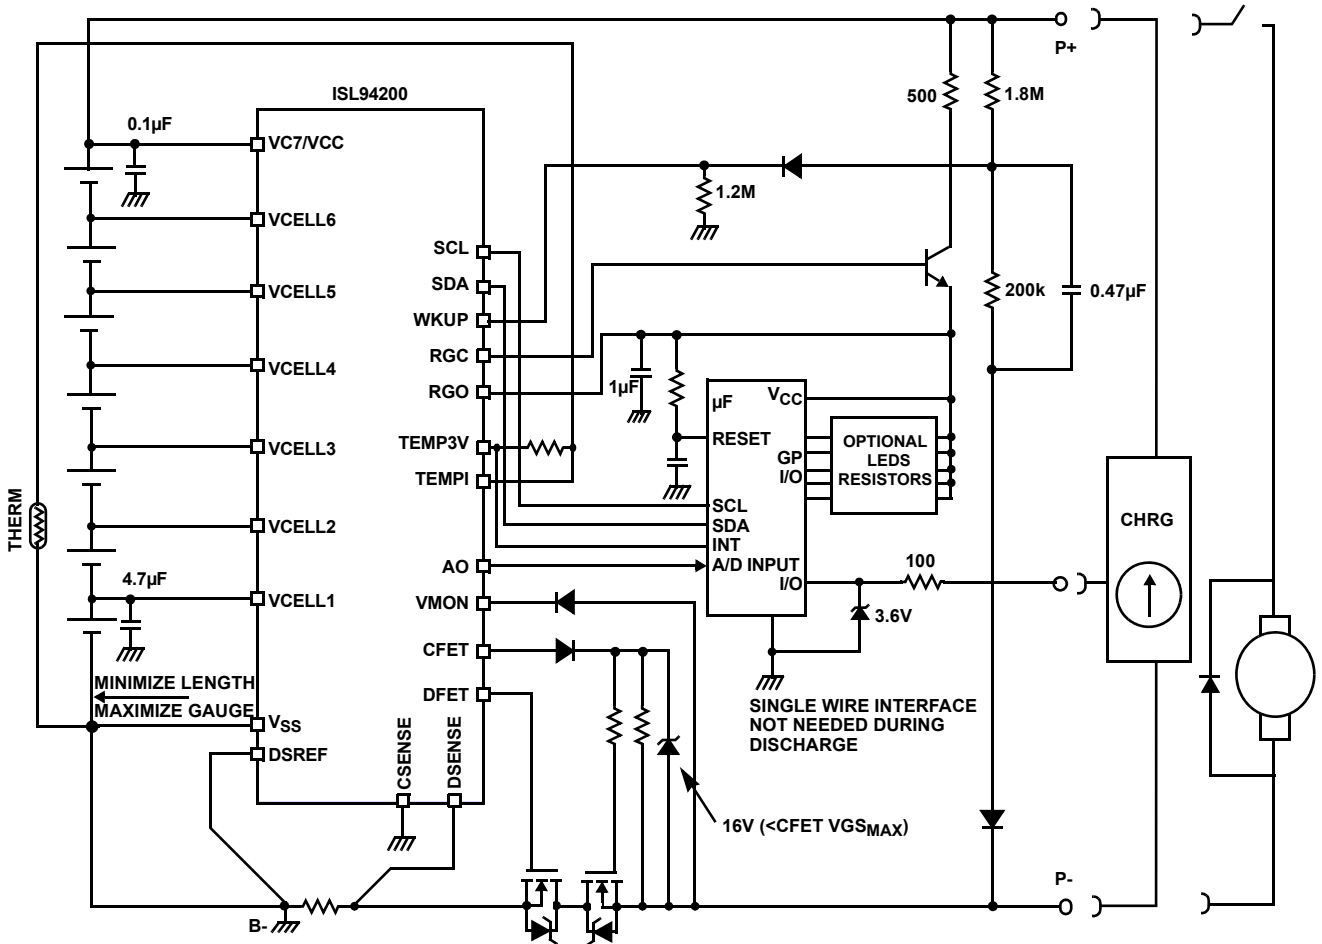 P+
ISL94200
500
1.8M
0.1µF
VC7/VCC
1.2M
VCELL6
SCL
SDA
WKUP
RGC
RGO
TEMP3V
TEMPI
AO
VMON
CFET
DFET
VCELL5
VCELL4
VCELL3
VCELL2
VCELL1
200k
0.47µF
1µF
µF
VCC
RESET
GP
I/O
SCL
SDA
INT
A/D INPUT
I/O
OPTIONAL
LEDS
RESISTORS
CHRG
THERM
100
4.7µF
3.6V
MINIMIZE LENGTH
MAXIMIZE GAUGE
VSS
DSREF
CSENSE
DSENSE
SINGLE WIRE INTERFACE
NOT NEEDED DURING
DISCHARGE
16V (<CFET VGSMAX)
P-
B-